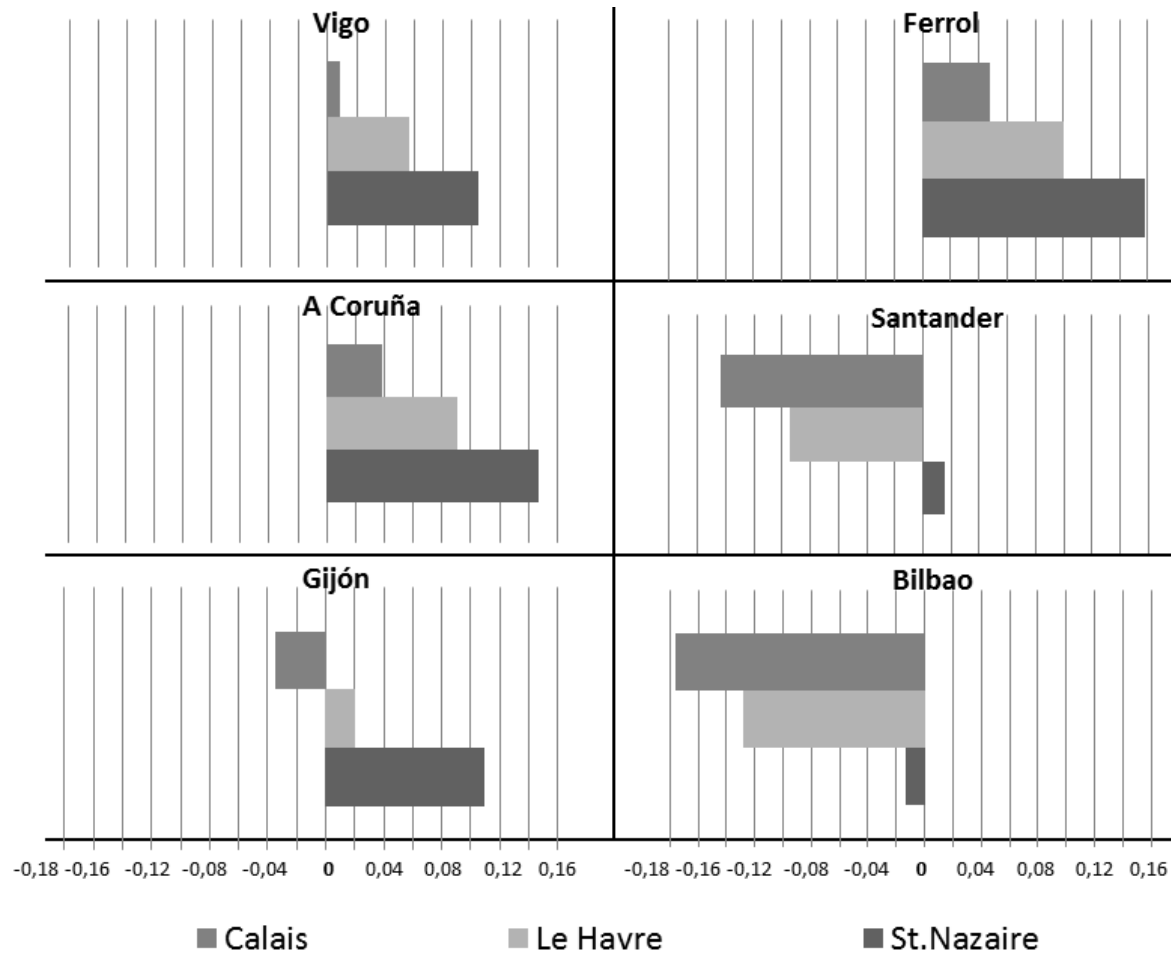 Vigo
Ferrol
A Coruña
Santander
Gijón
Bilbao
-0,18 -0,16 -0,12 -0,08 -0,04 0 0,04 0,08 0,12 0,16
-0,18 -0,16 -0,12 -0,08 -0,04 0 0,04 0,08 0,12 0,16
Calais Le Havre St.Nazaire